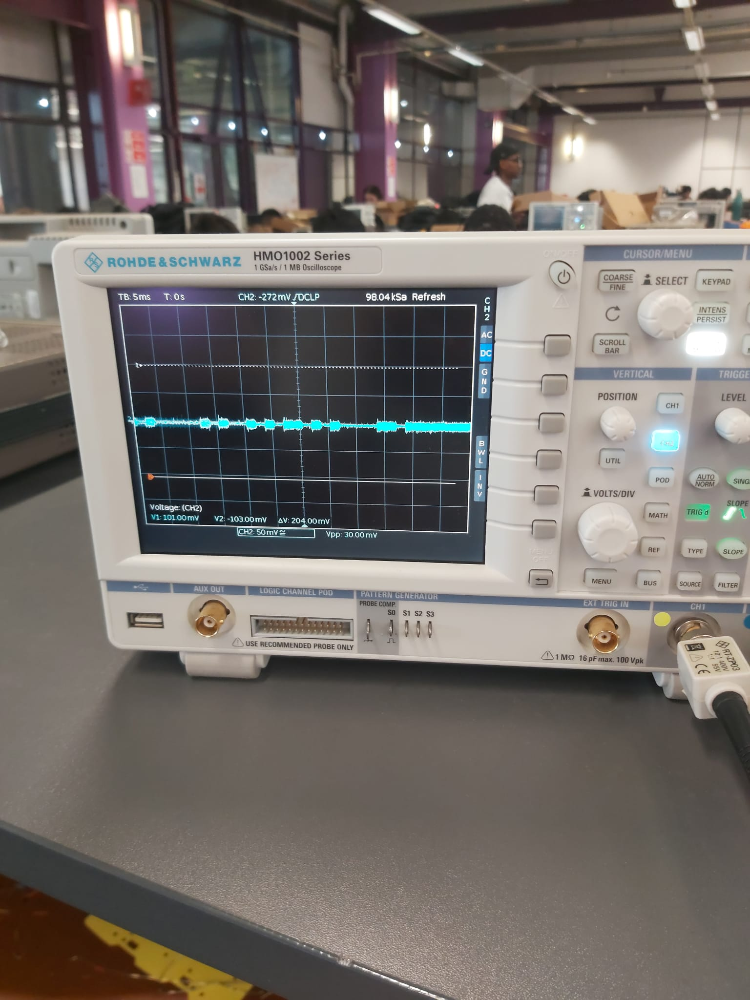 ROHDE&SCHWARZ
HMO1002 Series
1 GSa/s / 1 MB Oscilloscope
ON/OFF
TB: 5ms T: 0s CH2: -272mV DCLP 98.04kSa Refresh
CH2
AC
DC
GND
BWL
INV
2
Voltage: (CH2)
V1: 101.00mV V2: -103.00mV ΔV: 204.00mV
CH2: 50mV Vpp: 30.00mV
MENU
OFF
CURSOR/MENU
COARSE
FINE
SELECT
KEYPAD
INTENS
PERSIST
SCROLL
BAR
VERTICAL
POSITION
CH1
CH2
UTIL
POD
VOLTS/DIV
MATH
REF
MENU
BUS
LEVEL
AUTO
NORM
TRIG'd
SLOPE
TYPE
SLOPE
SOURCE
FILTER
AUX OUT
LOGIC CHANNEL POD
PATTERN GENERATOR
PROBE COMP.
S0 S1 S2 S3
USE RECOMMENDED PROBE ONLY
EXT TRIG IN
CH1
1 MΩ 16 pF max. 100 Vpk
RT-ZP03
10:1 400V
1:1 55V
CE